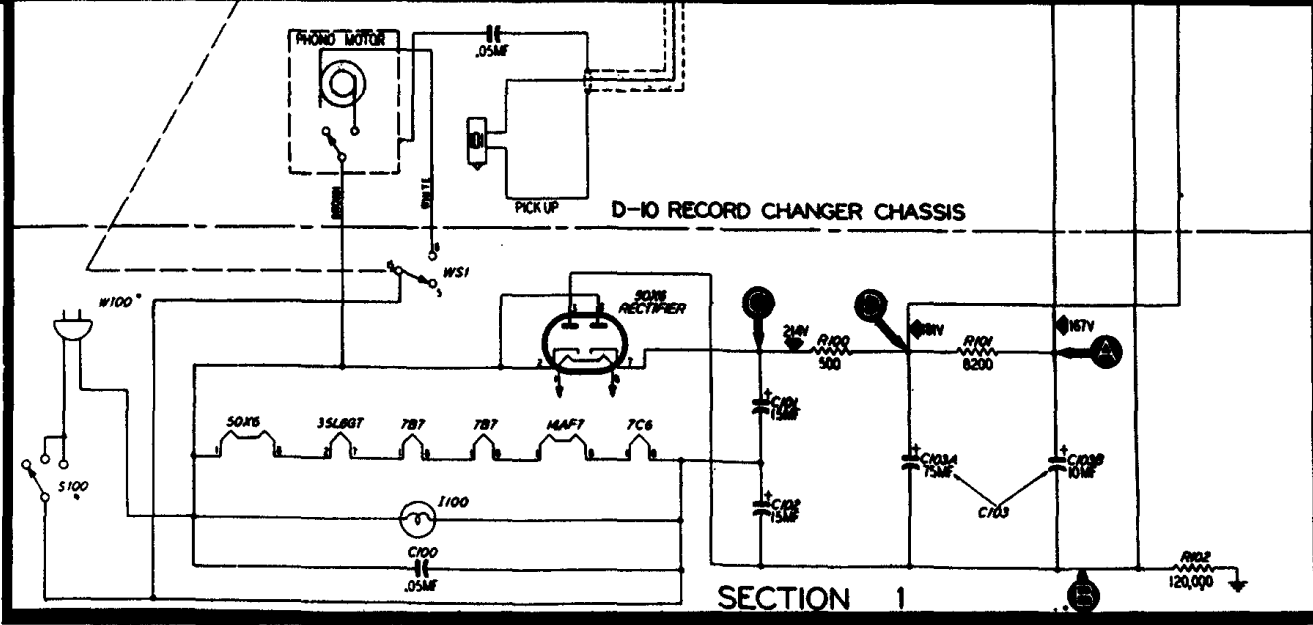 PHONO MOTOR
.05MF
PICK UP
WHITE
D-10 RECORD CHANGER CHASSIS
WS1
W100
50X6
RECTIFIER
214V
R100
500
181V
R101
8200
167V
A
C101
15MF
50X6
35L6GT
7B7
7B7
14AF7
7C6
S100
I100
C100
.05MF
C102
15MF
C103A
75MF
C103B
10MF
C103
R102
120,000
SECTION 1